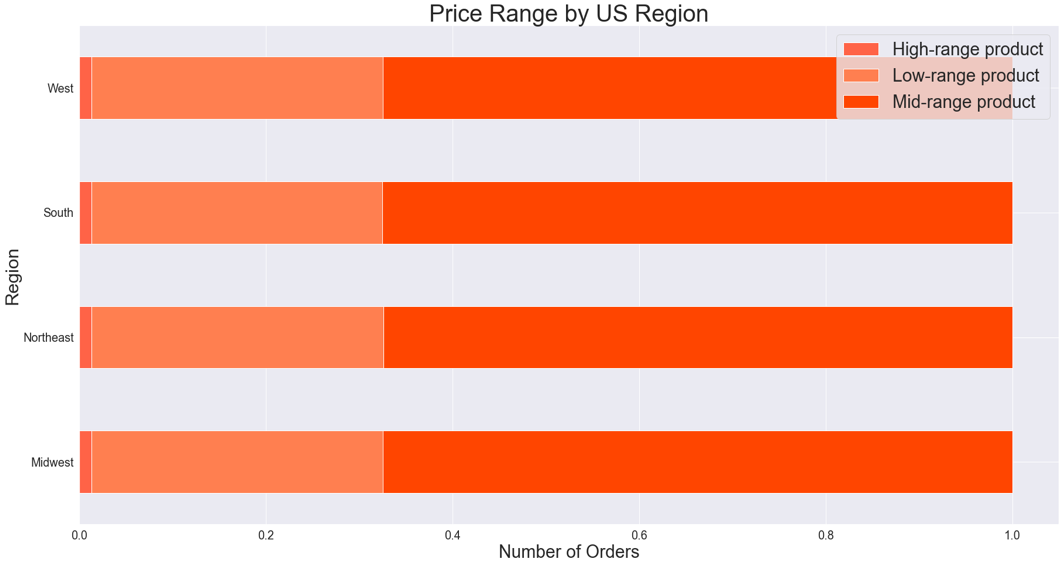 Price Range by US Region
High-range product
Low-range product
Mid-range product
West
South
Northeast
Midwest
Region
0.0 0.2 0.4 0.6 0.8 1.0
Number of Orders